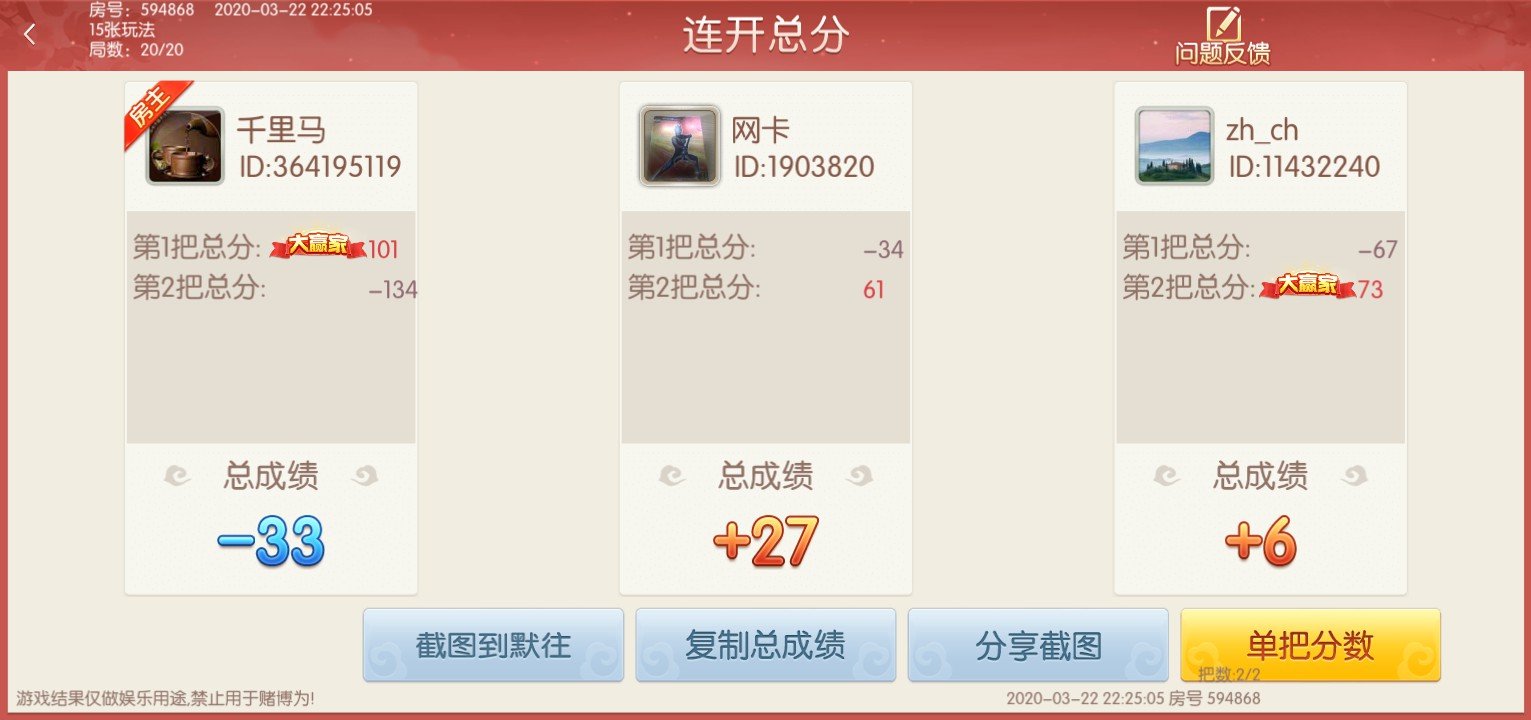 房号：594868 2020-03-22 22:25:05
15张玩法
局数：20/20
连开总分
问题反馈
房主
千里马
ID:364195119
第1把总分: 大赢家 101
第2把总分: -134
总成绩
-33
网卡
ID:1903820
第1把总分: -34
第2把总分: 61
总成绩
+27
zh_ch
ID:11432240
第1把总分: -67
第2把总分: 大赢家 73
总成绩
+6
截图到默往
复制总成绩
分享截图
单把分数
把数:2/2
游戏结果仅做娱乐用途,禁止用于赌博为!
2020-03-22 22:25:05 房号 594868